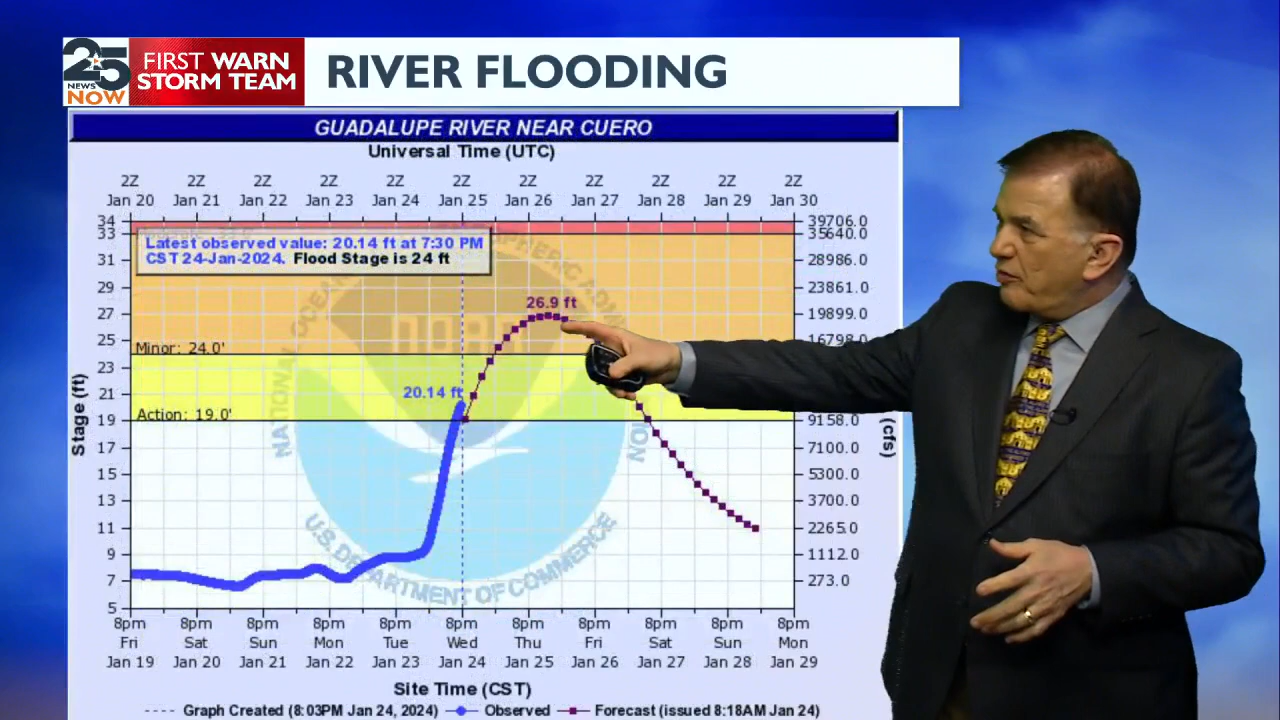 25
NEWS
NOW
FIRST WARN
STORM TEAM
RIVER FLOODING
GUADALUPE RIVER NEAR CUERO
Universal Time (UTC)
2Z 2Z 2Z 2Z 2Z 2Z 2Z 2Z 2Z 2Z 2Z
Jan 20 Jan 21 Jan 22 Jan 23 Jan 24 Jan 25 Jan 26 Jan 27 Jan 28 Jan 29 Jan 30
34 39706.0
33 35640.0
Latest observed value: 20.14 ft at 7:30 PM
CST 24-Jan-2024. Flood Stage is 24 ft
31 28986.0
29 23861.0
26.9 ft
27 19899.0
25 16798.0
Minor: 24.0'
23
21
20.14 ft
Action: 19.0'
19 9158.0
17 7100.0
15 5300.0
13 3700.0
11 2265.0
9 1112.0
7 273.0
5
Stage (ft)
(cfs)
NOAA
U.S. DEPARTMENT OF COMMERCE
8pm 8pm 8pm 8pm 8pm 8pm 8pm 8pm 8pm 8pm 8pm
Fri Sat Sun Mon Tue Wed Thu Fri Sat Sun Mon
Jan 19 Jan 20 Jan 21 Jan 22 Jan 23 Jan 24 Jan 25 Jan 26 Jan 27 Jan 28 Jan 29
Site Time (CST)
Graph Created (8:03PM Jan 24, 2024) Observed Forecast (issued 8:18AM Jan 24)